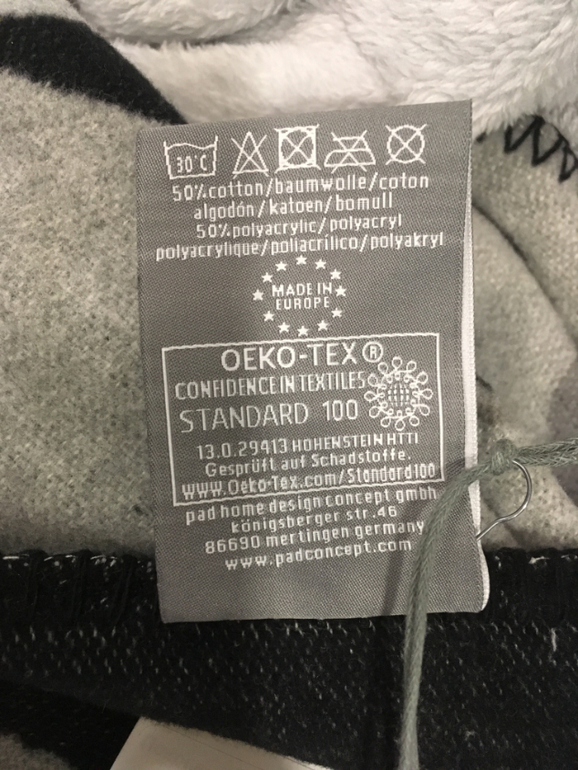 30°C
50%cotton/baumwolle/coton
algodón/katoen/bomull
50%polyacrylic/polyacryl
polyacrylique/poliacrílico/polyakryl
MADE IN
EUROPE
OEKO-TEX®
CONFIDENCE IN TEXTILES
STANDARD 100
13.0.29413 HOHENSTEIN HTTI
Geprüft auf Schadstoffe.
www.Oeko-Tex.com/Standard100
pad home design concept gmbh
königsberger str.46
86690 mertingen germany
www.padconcept.com